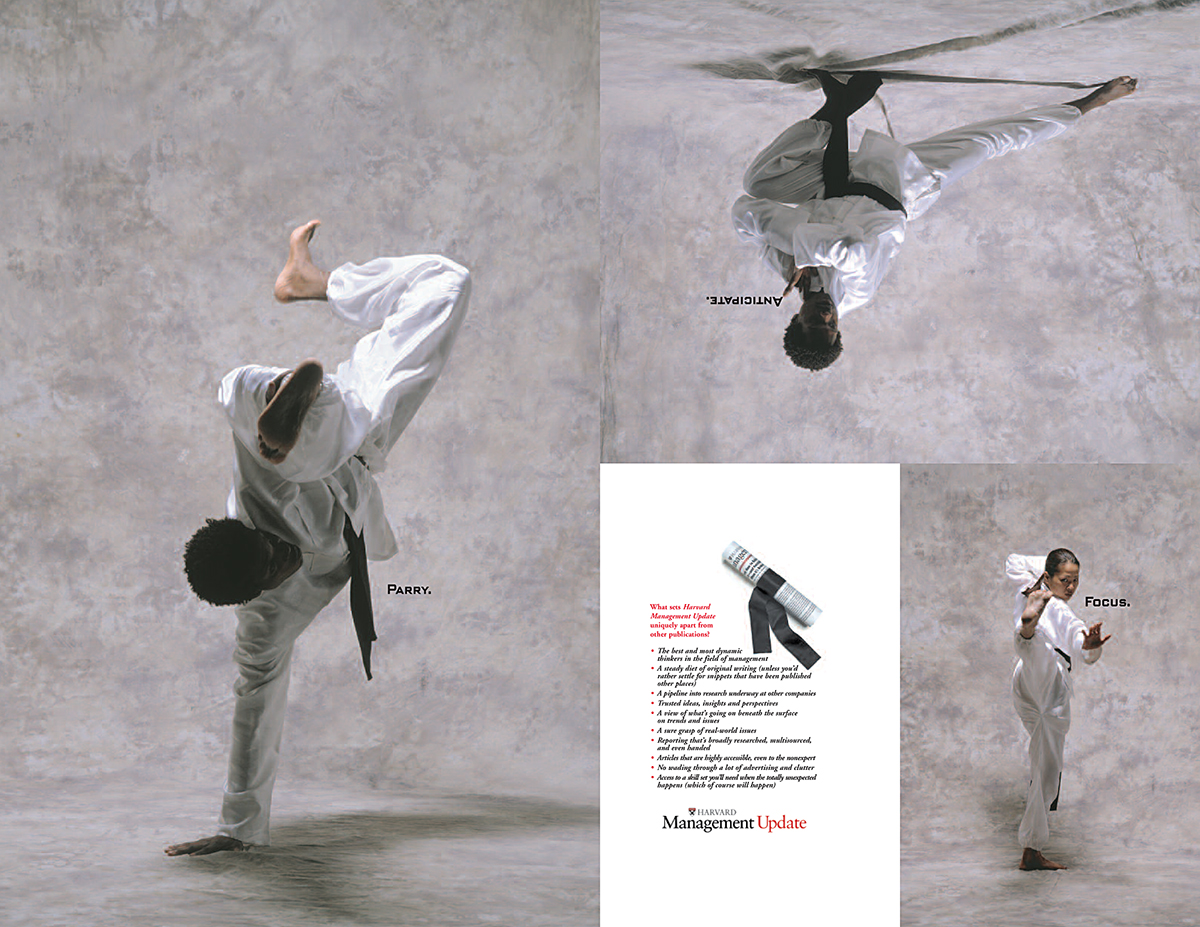 Parry.
Anticipate.
What sets Harvard
Management Update
uniquely apart from
other publications?
• The best and most dynamic
thinkers in the field of management
• A steady diet of original writing (unless you'd
rather settle for snippets that have been published
other places)
• A pipeline into research underway at other companies
• Trusted ideas, insights and perspectives
• A view of what's going on beneath the surface
on trends and issues
• A sure grasp of real-world issues
• Reporting that's broadly researched, multisourced,
and even handed
• Articles that are highly accessible, even to the nonexpert
• No wading through a lot of advertising and clutter
• Access to a drill set you'll need when the totally unexpected
happens (which of course will happen)
HARVARD
Management Update
Focus.